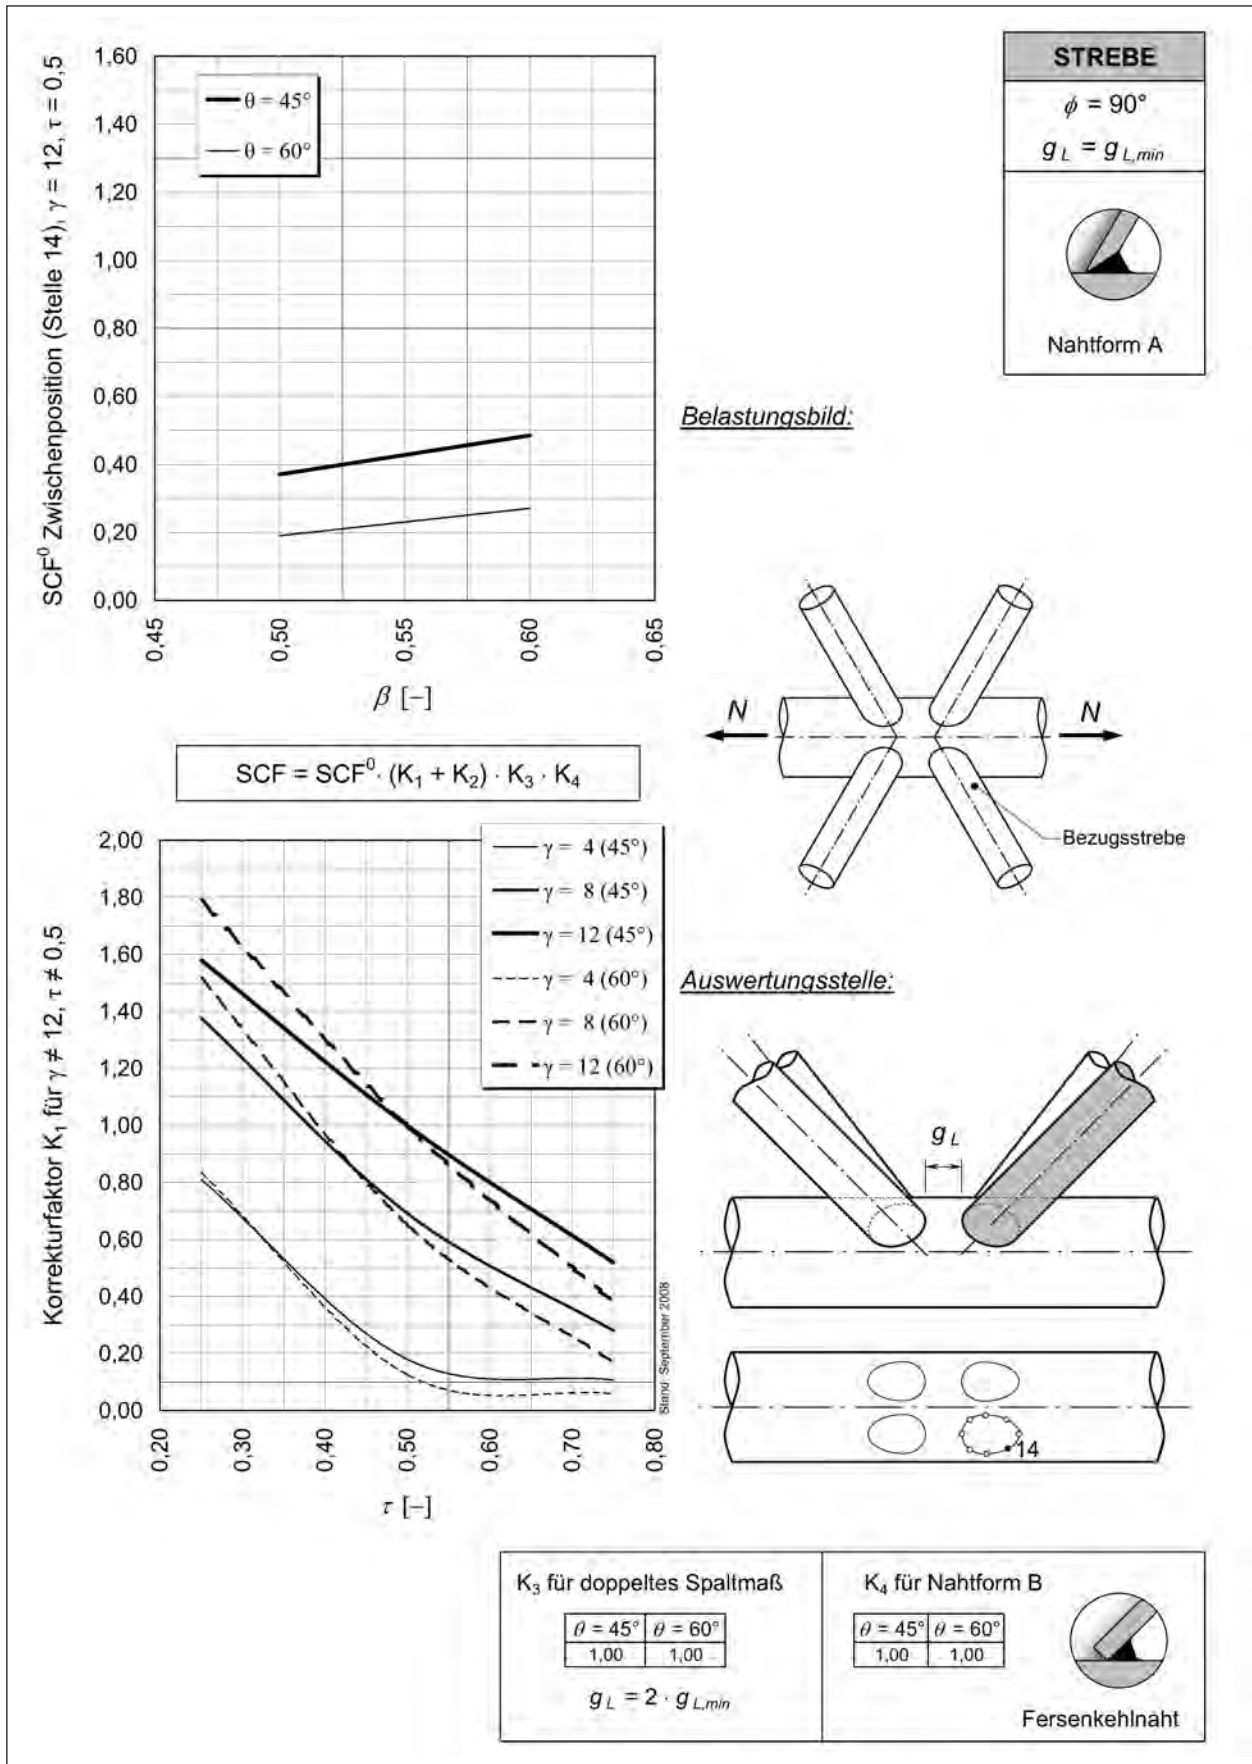 SCF⁰ Zwischenposition (Stelle 14), γ = 12, τ = 0,5
1,60
1,40
1,20
1,00
0,80
0,60
0,40
0,20
0,00
θ = 45°
θ = 60°
0,45
0,50
0,55
0,60
0,65
β [−]
STREBE
ϕ = 90°
g L = g L,min
Nahtform A
Belastungsbild:
N
N
Bezugsstrebe
SCF = SCF⁰ · (K₁ + K₂) · K₃ · K₄
Korrekturfaktor K₁ für γ ≠ 12, τ ≠ 0,5
2,00
1,80
1,60
1,40
1,20
1,00
0,80
0,60
0,40
0,20
0,00
γ = 4 (45°)
γ = 8 (45°)
γ = 12 (45°)
γ = 4 (60°)
γ = 8 (60°)
γ = 12 (60°)
0,20
0,30
0,40
0,50
0,60
0,70
0,80
τ [−]
Stand: September 2008
Auswertungsstelle:
g L
14
K₃ für doppeltes Spaltmaß
θ = 45° θ = 60°
1,00 1,00
g L = 2 · g L,min
K₄ für Nahtform B
θ = 45° θ = 60°
1,00 1,00
Fersenkehlnaht